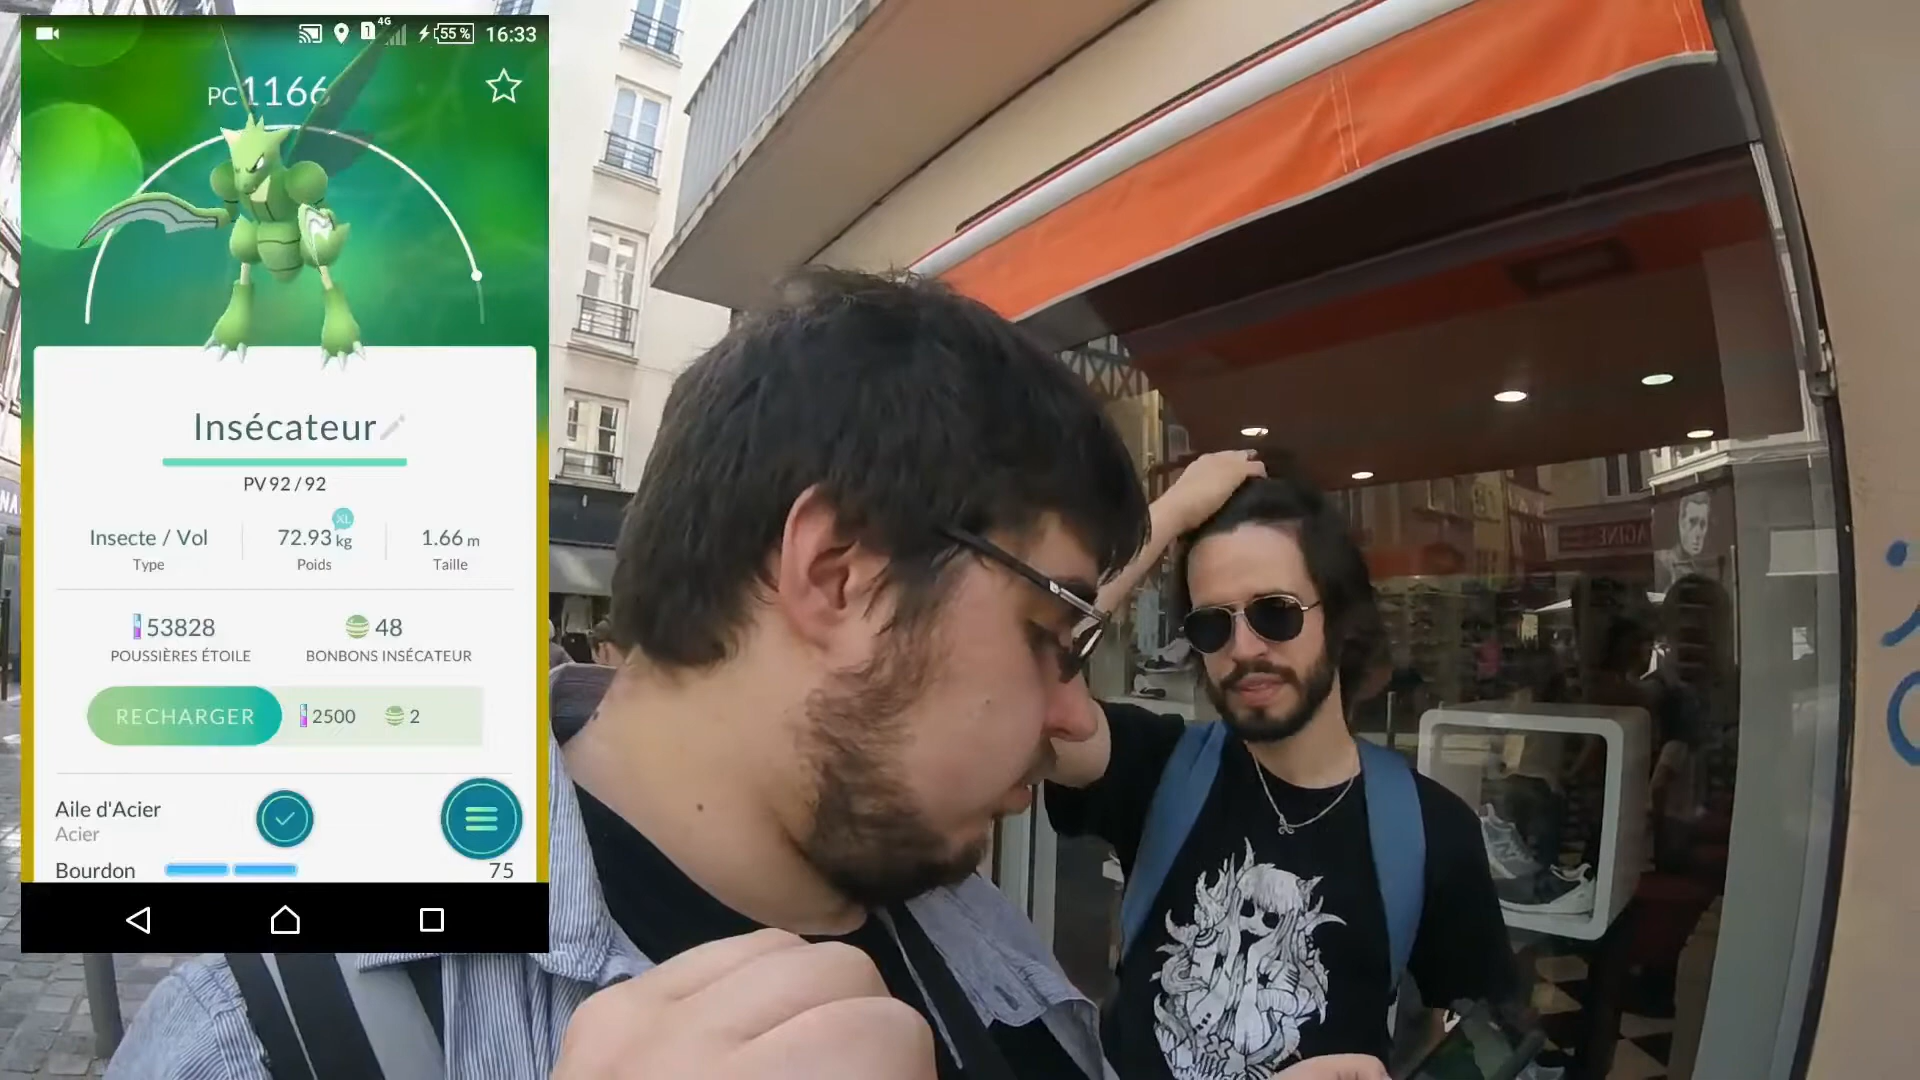 4G
1
55 %
16:33
PC1166
Insécateur
PV 92 / 92
Insecte / Vol
72.93 kg
XL
1.66 m
Type
Poids
Taille
53828
48
POUSSIÈRES ÉTOILE
BONBONS INSÉCATEUR
RECHARGER
2500
2
Aile d'Acier
Acier
Bourdon
75